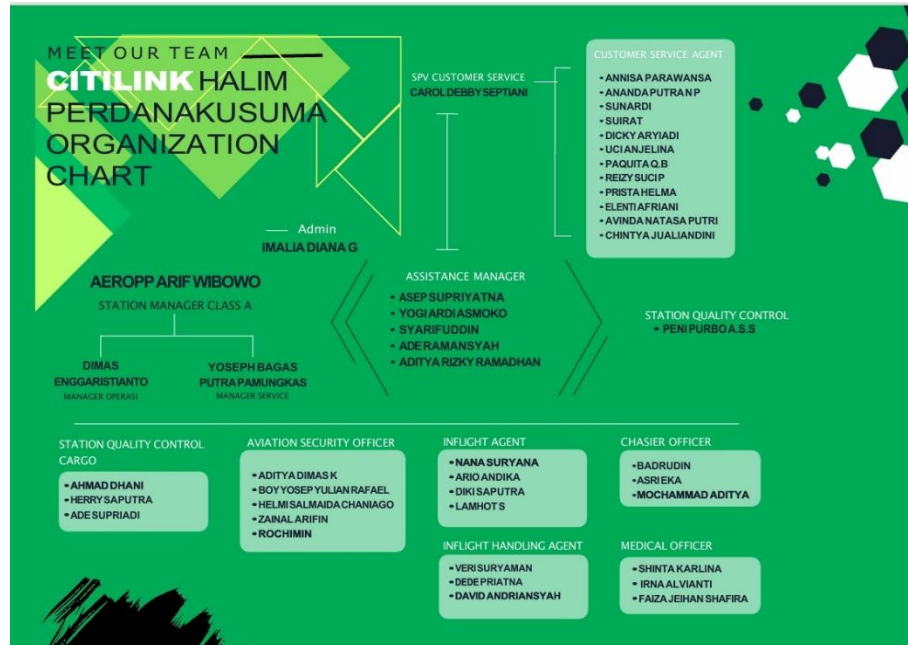 MEET OUR TEAM
CITILINK HALIM
PERDANAKUSUMA
ORGANIZATION
CHART
Admin
IMALIA DIANA G
AEROPP ARIF WIBOWO
STATION MANAGER CLASS A
DIMAS
ENGGARISTIANTO
MANAGER OPERASI
YOSEPH BAGAS
PUTRA PAMUNGKAS
MANAGER SERVICE
SPV CUSTOMER SERVICE
CAROL DEBBY SEPTIANI
CUSTOMER SERVICE AGENT
• ANNISA PARAWANSA
• ANANDA PUTRA N P
• SUNARDI
• SUIRAT
• DICKY ARYIADI
• UCI ANJELINA
• PAQUITA Q.B
• REIZY SUCI P
• PRISTA HELMA
• ELENTI AFRIANI
• AVINDA NATASA PUTRI
• CHINTYA JUALIANDINI
ASSISTANCE MANAGER
• ASEP SUPRIYATNA
• YOGI ARDI ASMOKO
• SYARIFUDDIN
• ADE RAMANSYAH
• ADITYA RIZKY RAMADHAN
STATION QUALITY CONTROL
• PENI PURBO A.S.S
STATION QUALITY CONTROL
CARGO
• AHMAD DHANI
• HERRY SAPUTRA
• ADE SUPRIADI
AVIATION SECURITY OFFICER
• ADITYA DIMAS K
• BOY YOSEP YULIAN RAFAEL
• HELMI SALMAIDA CHANIAGO
• ZAINAL ARIFIN
• ROCHIMIN
INFLIGHT AGENT
• NANA SURYANA
• ARIO ANDIKA
• DIKI SAPUTRA
• LAMHOT S
INFLIGHT HANDLING AGENT
• VERI SURYAMAN
• DEDE PRIATNA
• DAVID ANDRIANSYAH
CHASIER OFFICER
• BADRUDIN
• ASRI EKA
• MOCHAMMAD ADITYA
MEDICAL OFFICER
• SHINTA KARLINA
• IRNA ALVIANTI
• FAIZA JEIHAN SHAFIRA